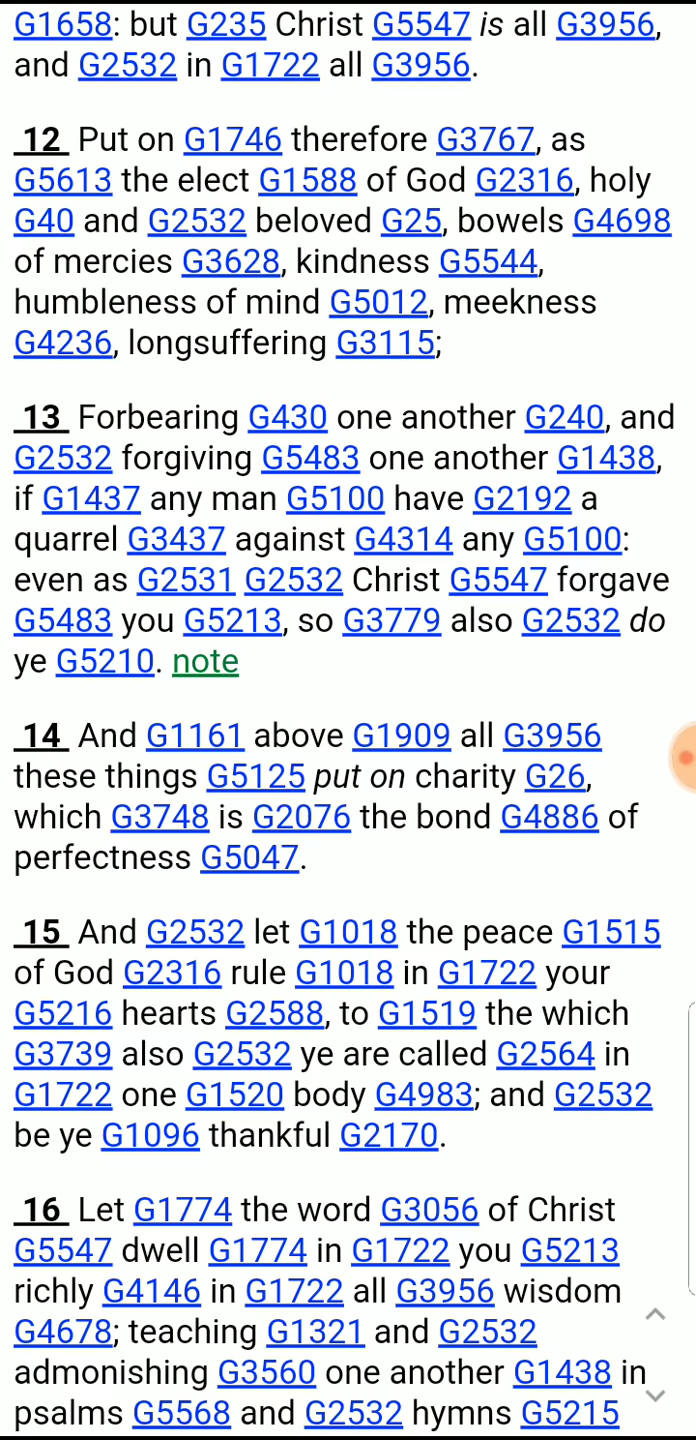 G1658: but G235 Christ G5547 is all G3956,
and G2532 in G1722 all G3956.
12 Put on G1746 therefore G3767, as
G5613 the elect G1588 of God G2316, holy
G40 and G2532 beloved G25, bowels G4698
of mercies G3628, kindness G5544,
humbleness of mind G5012, meekness
G4236, longsuffering G3115;
13 Forbearing G430 one another G240, and
G2532 forgiving G5483 one another G1438,
if G1437 any man G5100 have G2192 a
quarrel G3437 against G4314 any G5100:
even as G2531 G2532 Christ G5547 forgave
G5483 you G5213, so G3779 also G2532 do
ye G5210. note
14 And G1161 above G1909 all G3956
these things G5125 put on charity G26,
which G3748 is G2076 the bond G4886 of
perfectness G5047.
15 And G2532 let G1018 the peace G1515
of God G2316 rule G1018 in G1722 your
G5216 hearts G2588, to G1519 the which
G3739 also G2532 ye are called G2564 in
G1722 one G1520 body G4983; and G2532
be ye G1096 thankful G2170.
16 Let G1774 the word G3056 of Christ
G5547 dwell G1774 in G1722 you G5213
richly G4146 in G1722 all G3956 wisdom
G4678; teaching G1321 and G2532
admonishing G3560 one another G1438 in
psalms G5568 and G2532 hymns G5215